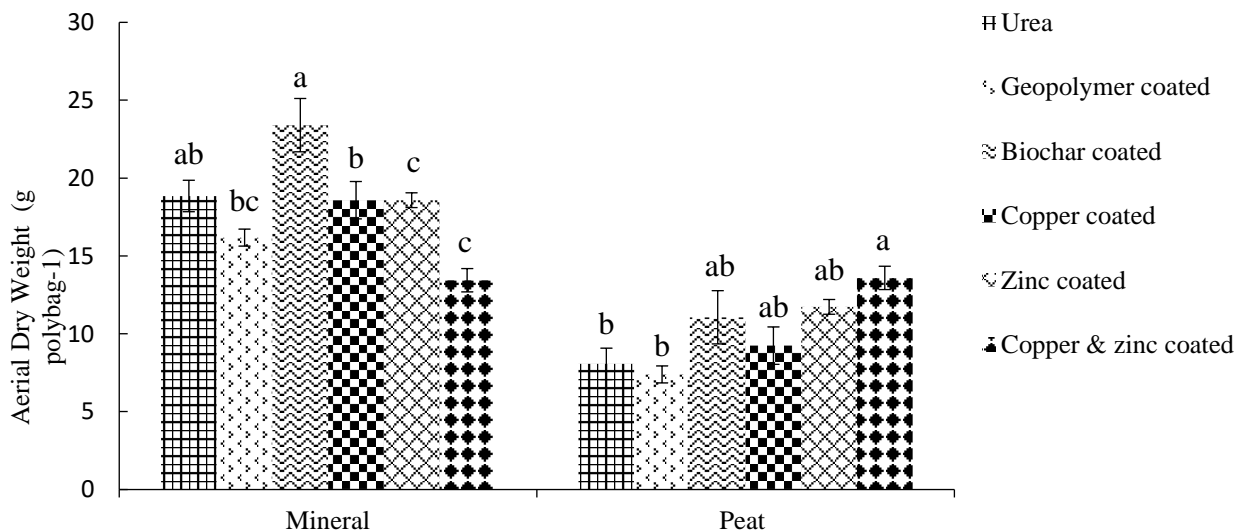 30
25
20
15
10
5
0
Aerial Dry Weight (g
polybag-1)
ab
bc
a
b
c
c
b
b
ab
ab
ab
a
Mineral
Peat
Urea
Geopolymer coated
Biochar coated
Copper coated
Zinc coated
Copper & zinc coated